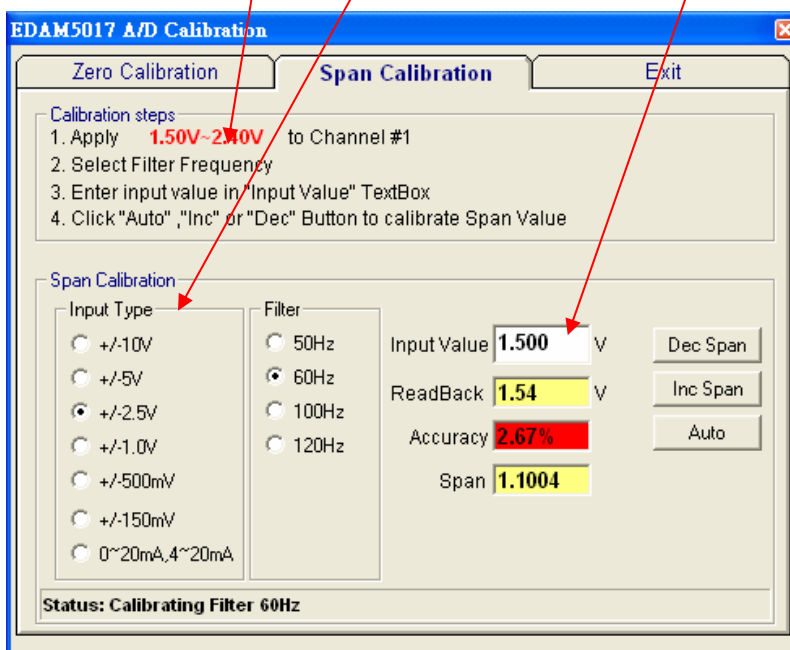 EDAM5017 A/D Calibration
Zero Calibration
Span Calibration
Exit
Calibration steps
1. Apply 1.50V~2.40V to Channel #1
2. Select Filter Frequency
3. Enter input value in "Input Value" TextBox
4. Click "Auto" ,"Inc" or "Dec" Button to calibrate Span Value
Span Calibration
Input Type
+/-10V
+/-5V
+/-2.5V
+/-1.0V
+/-500mV
+/-150mV
0~20mA,4~20mA
Filter
50Hz
60Hz
100Hz
120Hz
Input Value 1.500 V
ReadBack 1.54 V
Accuracy 2.67%
Span 1.1004
Dec Span
Inc Span
Auto
Status: Calibrating Filter 60Hz